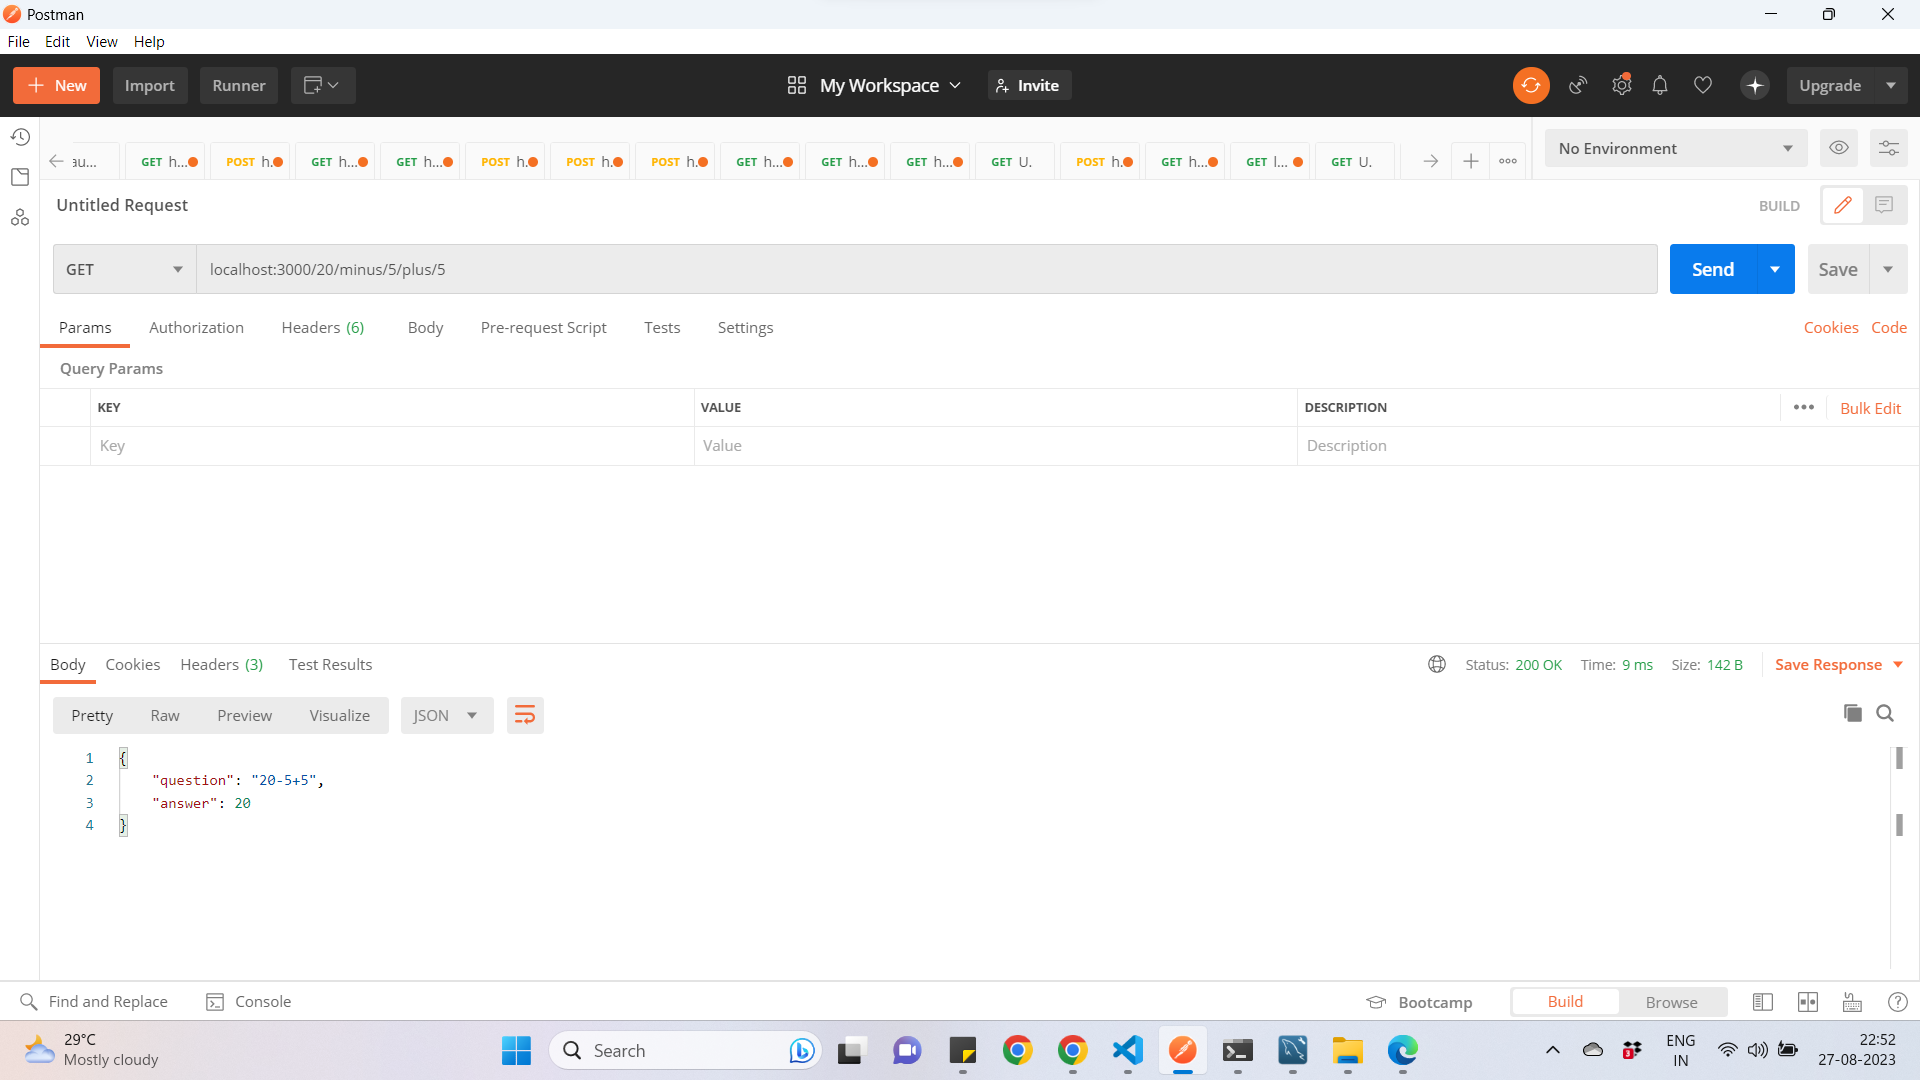 Postman
File Edit View Help
New Import Runner My Workspace Invite Upgrade
au... GET h... POST h. GET h... GET h... POST h. POST h. POST h. GET h... GET h... GET h... GET U. POST h. GET h... GET l... GET U. No Environment
Untitled Request BUILD
GET localhost:3000/20/minus/5/plus/5 Send Save
Params Authorization Headers (6) Body Pre-request Script Tests Settings Cookies Code
Query Params
KEY VALUE DESCRIPTION Bulk Edit
Key Value Description
Body Cookies Headers (3) Test Results Status: 200 OK Time: 9 ms Size: 142 B Save Response
Pretty Raw Preview Visualize JSON
1 {
2 "question": "20-5+5",
3 "answer": 20
4 }
Find and Replace Console Bootcamp Build Browse
29°C
Mostly cloudy
Search
3
ENG
IN
22:52
27-08-2023